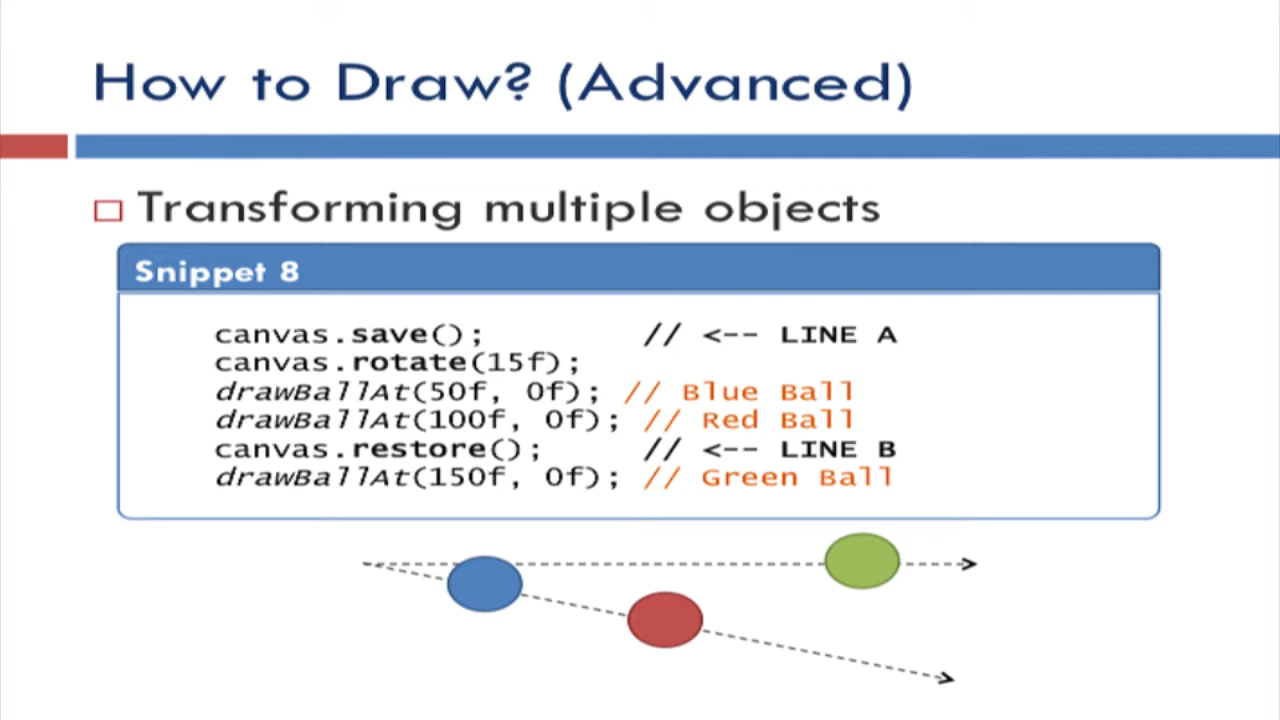 How to Draw? (Advanced)
Transforming multiple objects
Snippet 8
canvas.save(); // <-- LINE A
canvas.rotate(15f);
drawBallAt(50f, 0f); // Blue Ball
drawBallAt(100f, 0f); // Red Ball
canvas.restore(); // <-- LINE B
drawBallAt(150f, 0f); // Green Ball